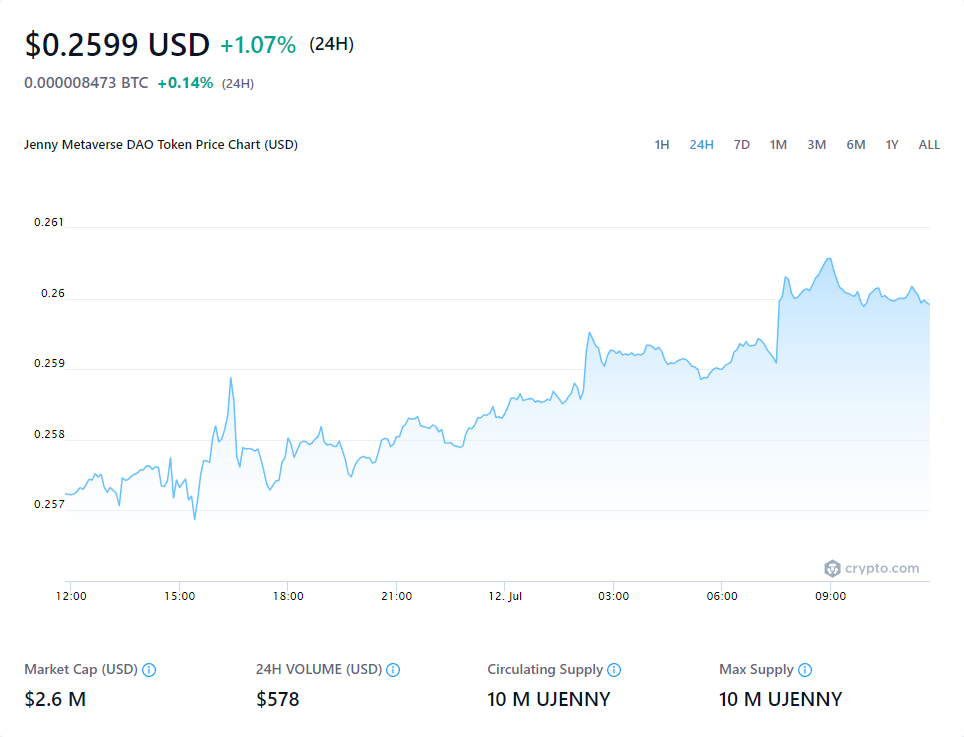 $0.2599 USD +1.07% (24H)
0.000008473 BTC +0.14% (24H)
Jenny Metaverse DAO Token Price Chart (USD) 1H 24H 7D 1M 3M 6M 1Y ALL
0.261
0.26
0.259
0.258
0.257
crypto.com
12:00 15:00 18:00 21:00 12. Jul 03:00 06:00 09:00
Market Cap (USD) 24H VOLUME (USD) Circulating Supply Max Supply
$2.6 M $578 10 M UJENNY 10 M UJENNY